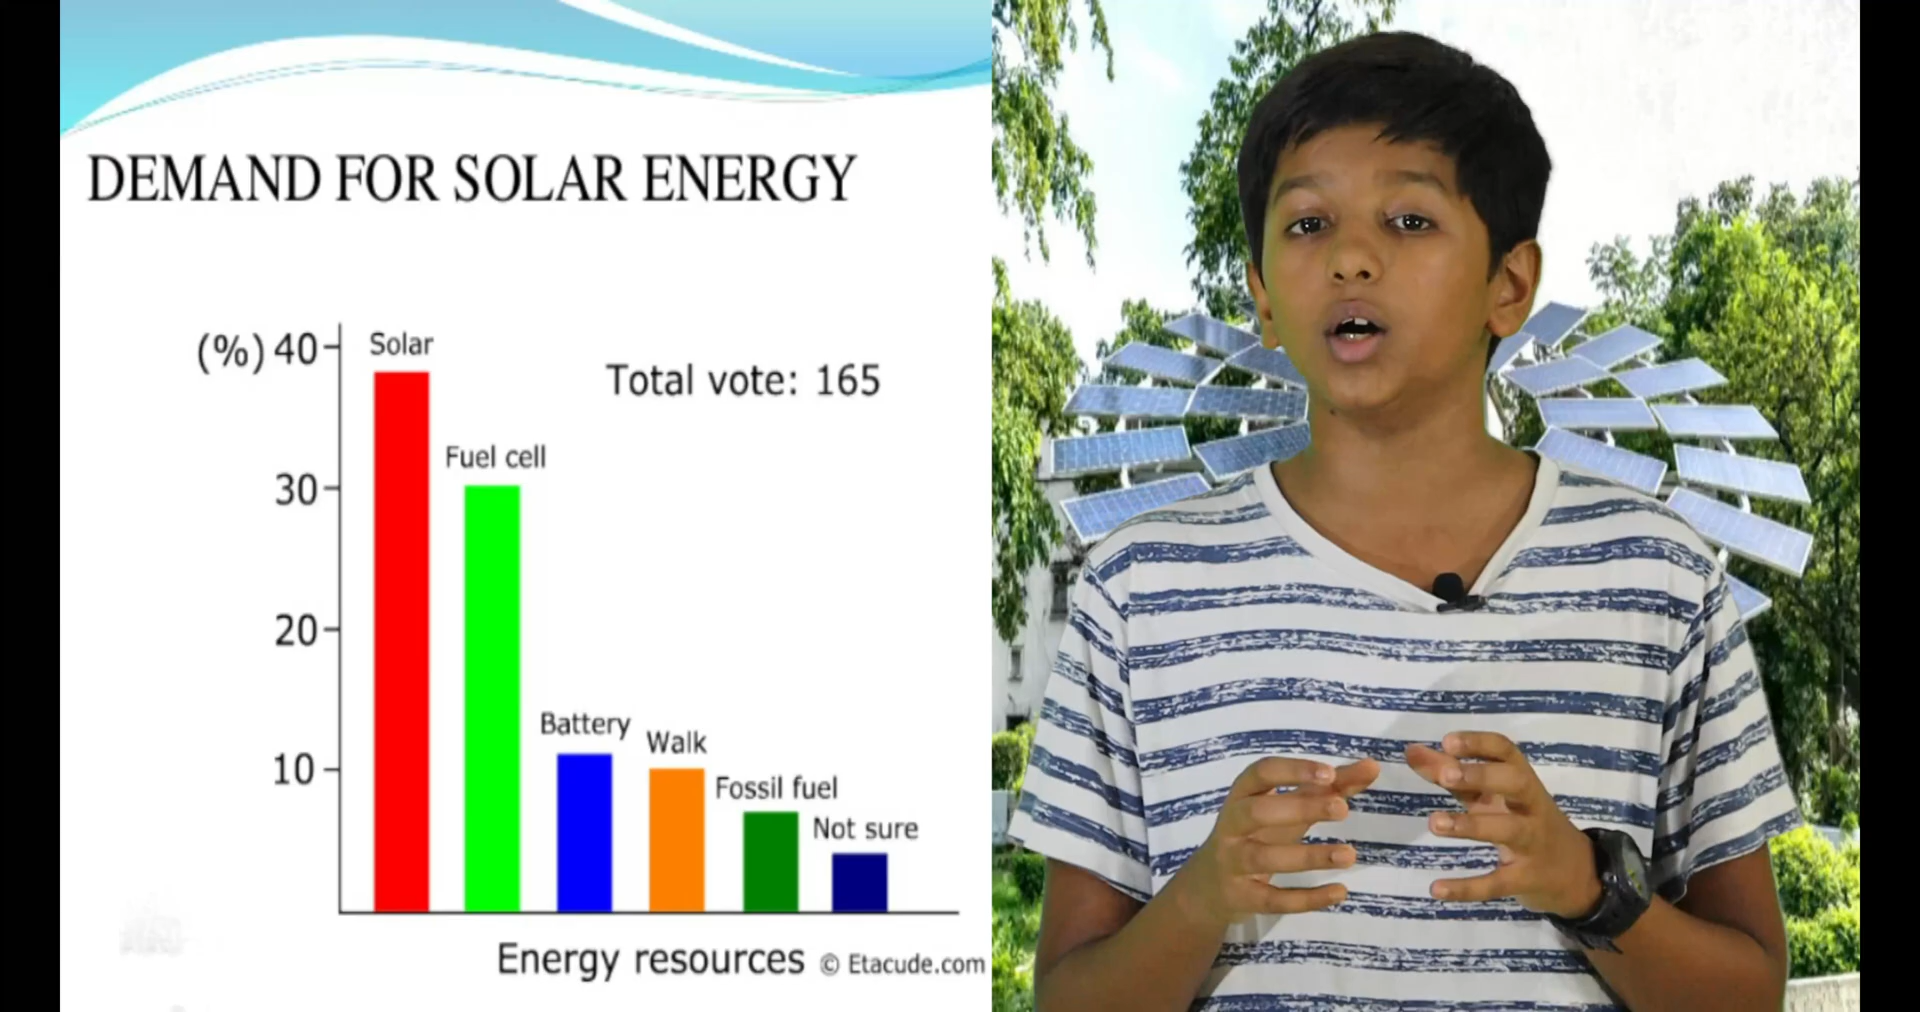 DEMAND FOR SOLAR ENERGY
(%) 40
Solar
Total vote: 165
Fuel cell
30
20
Battery
Walk
10
Fossil fuel
Not sure
Energy resources © Etacude.com